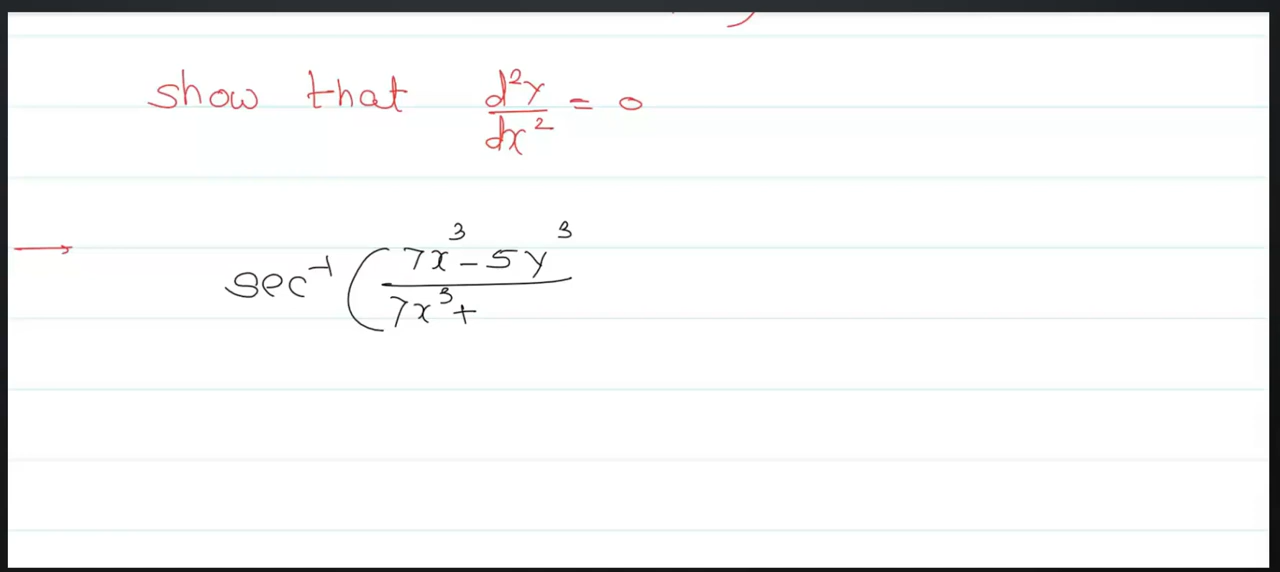 show that d²y/dx² = 0
→ sec⁻¹ ( 7x³ - 5y³ / 7x³ +